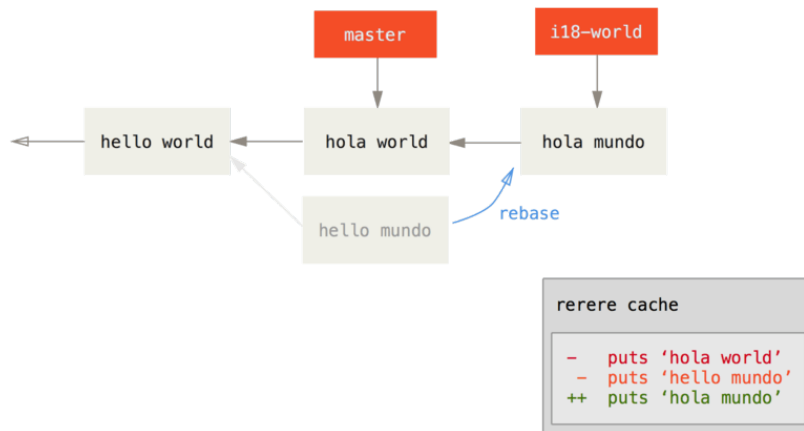 master
i18-world
hello world
hola world
hola mundo
hello mundo
rebase
rerere cache
-   puts ‘hola world’
 -  puts ‘hello mundo’
++  puts ‘hola mundo’